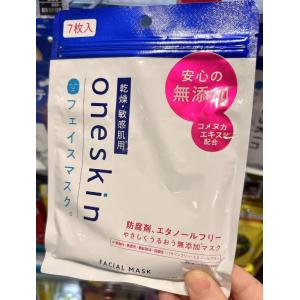 7枚入
安心の
無添加
コメヌカ
エキス
配合
乾燥・敏感肌用
oneskin
フェイスマスク。
防腐剤、エタノールフリー
やさしくうるおう無添加マスク
FACIAL MASK